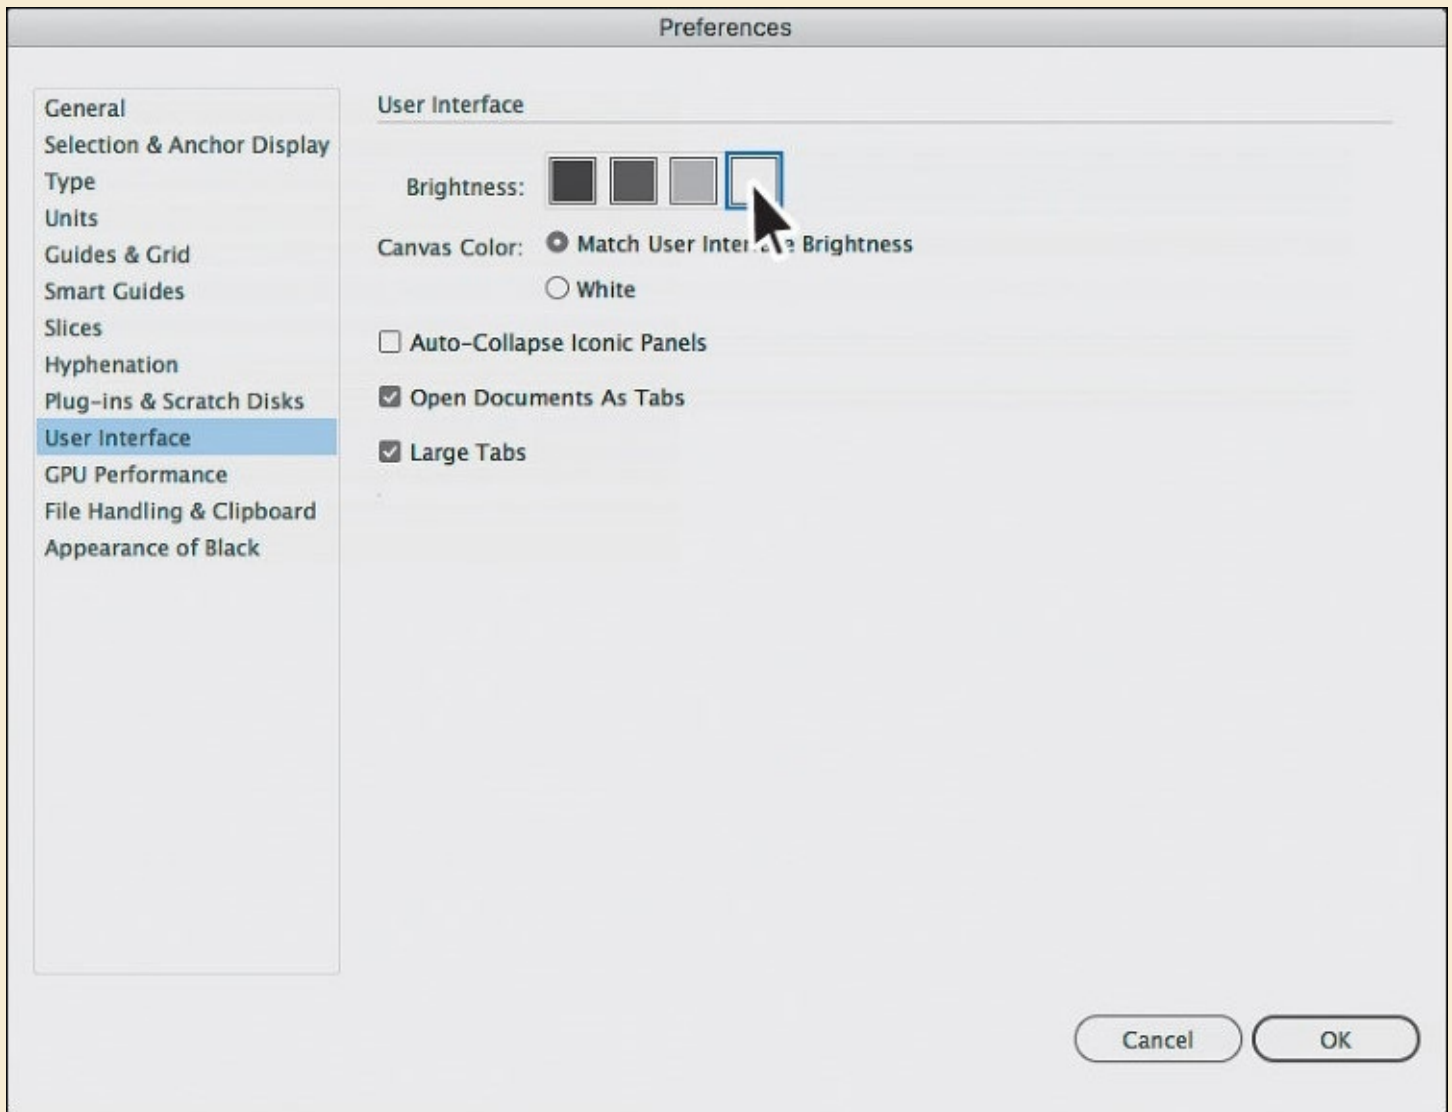 Preferences
General
Selection & Anchor Display
Type
Units
Guides & Grid
Smart Guides
Slices
Hyphenation
Plug-ins & Scratch Disks
User Interface
GPU Performance
File Handling & Clipboard
Appearance of Black
User Interface
Brightness:
Canvas Color:
Match User Interface Brightness
White
Auto-Collapse Iconic Panels
Open Documents As Tabs
Large Tabs
Cancel
OK